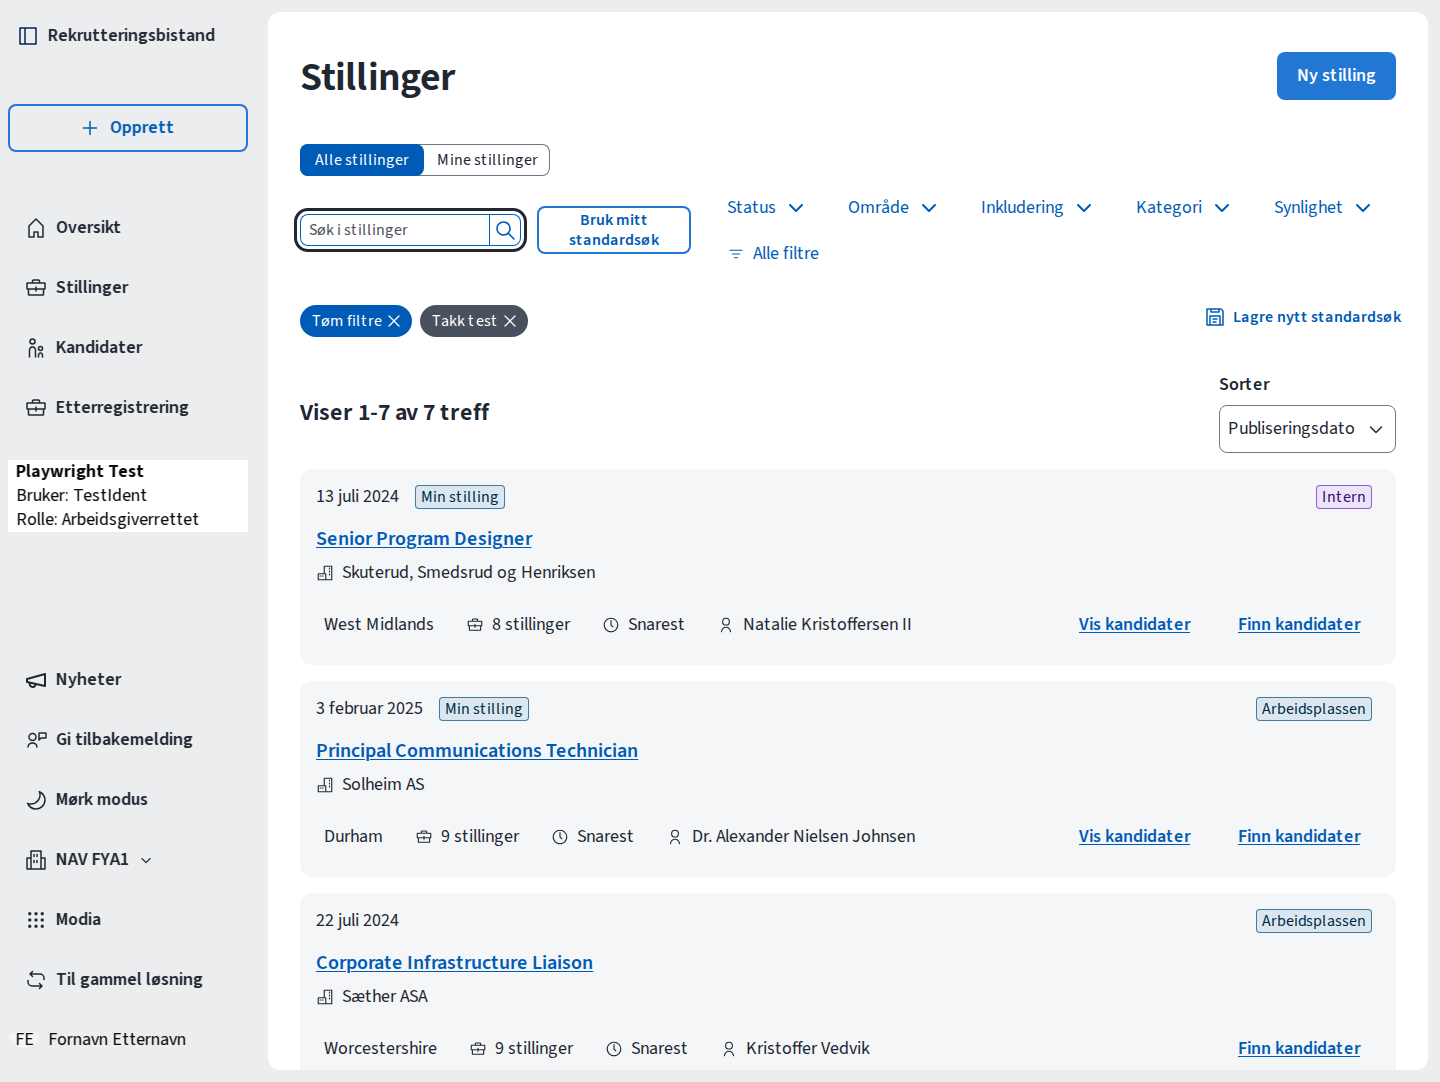 Rekrutteringsbistand
Opprett
Oversikt
Stillinger
Kandidater
Etterregistrering
Playwright Test
Bruker: TestIdent
Rolle: Arbeidsgiverrettet
Nyheter
Gi tilbakemelding
Mørk modus
NAV FYA1
Modia
Til gammel løsning
FE Fornavn Etternavn
Stillinger
Ny stilling
Alle stillinger Mine stillinger
Søk i stillinger
Bruk mitt
standardsøk
Status Område Inkludering Kategori Synlighet
Alle filtre
Tøm filtre Takk test
Lagre nytt standardsøk
Viser 1-7 av 7 treff
Sorter
Publiseringsdato
13 juli 2024 Min stilling Intern
Senior Program Designer
Skuterud, Smedsrud og Henriksen
West Midlands 8 stillinger Snarest Natalie Kristoffersen II Vis kandidater Finn kandidater
3 februar 2025 Min stilling Arbeidsplassen
Principal Communications Technician
Solheim AS
Durham 9 stillinger Snarest Dr. Alexander Nielsen Johnsen Vis kandidater Finn kandidater
22 juli 2024 Arbeidsplassen
Corporate Infrastructure Liaison
Sæther ASA
Worcestershire 9 stillinger Snarest Kristoffer Vedvik Finn kandidater